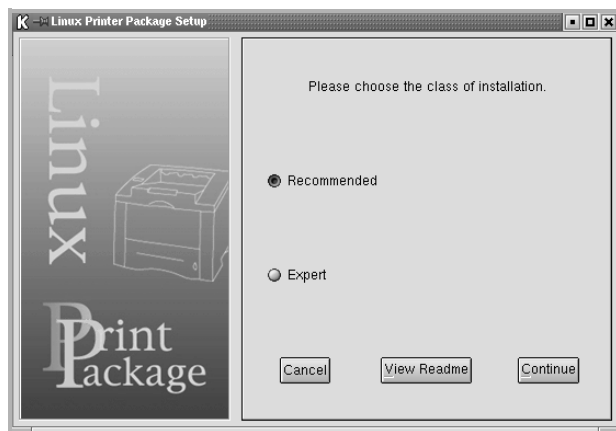 Linux Printer Package Setup
Linux
Print
Package
Please choose the class of installation.
Recommended
Expert
Cancel
View Readme
Continue